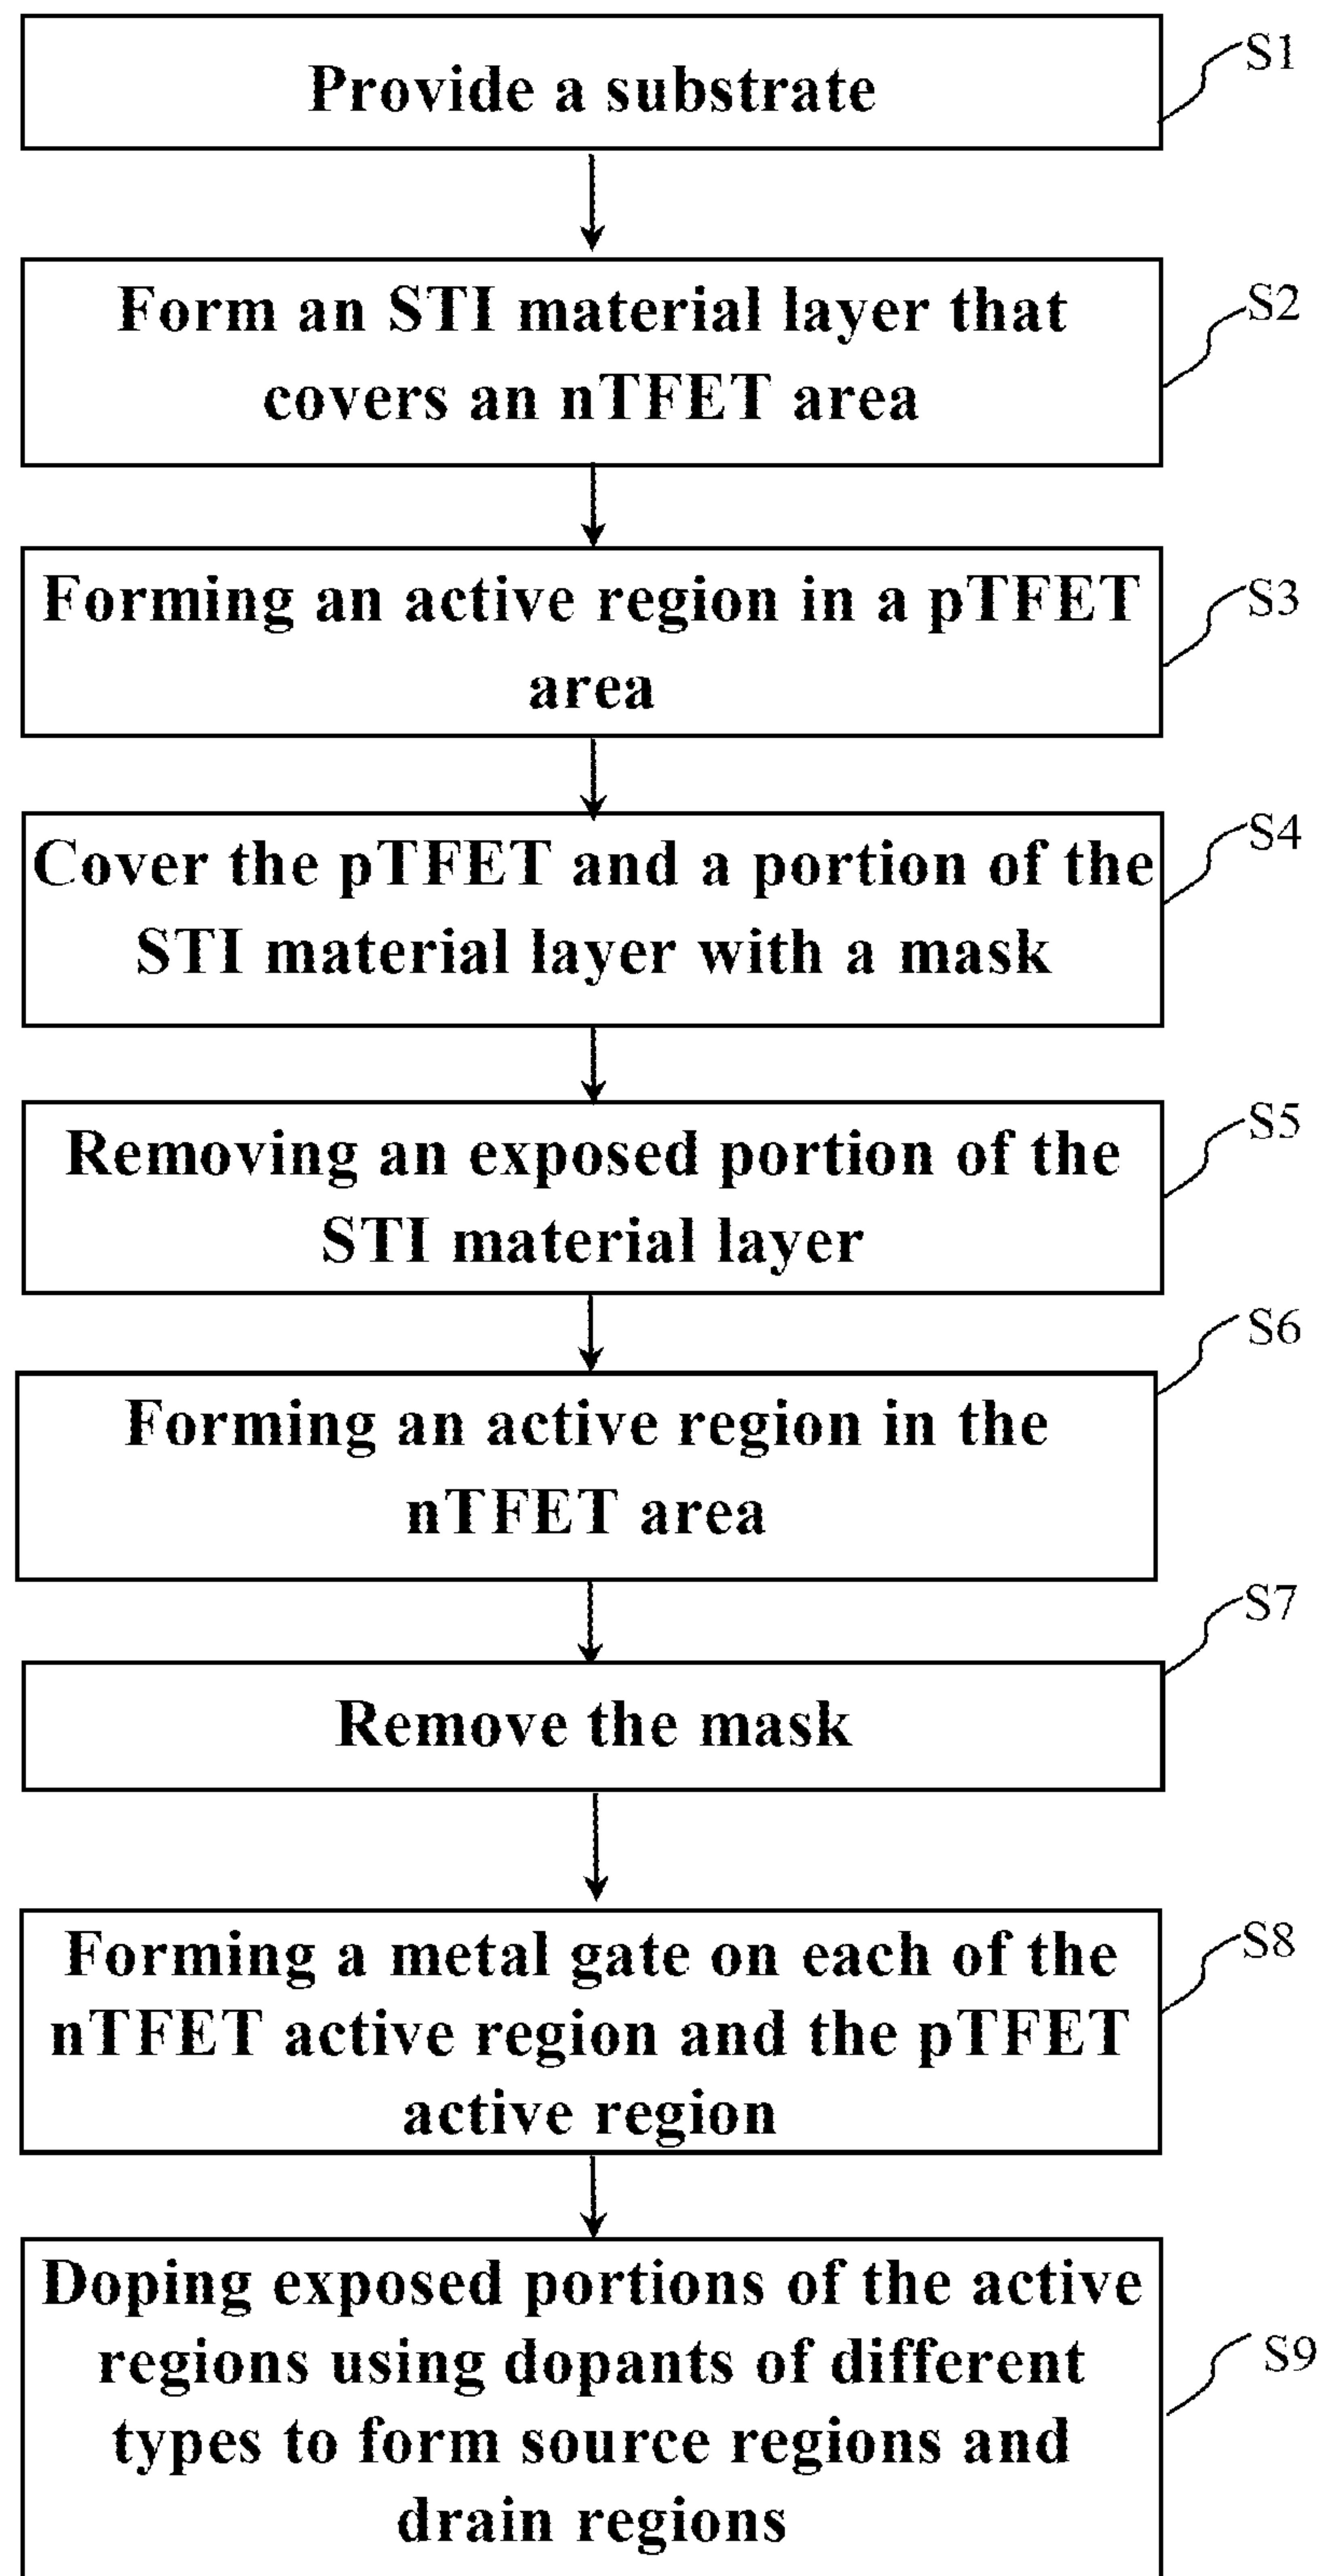 Provide a substrate
S1
Form an STI material layer that
covers an nTFET area
S2
Forming an active region in a pTFET
area
S3
Cover the pTFET and a portion of the
STI material layer with a mask
S4
Removing an exposed portion of the
STI material layer
S5
Forming an active region in the
nTFET area
S6
Remove the mask
S7
Forming a metal gate on each of the
nTFET active region and the pTFET
active region
S8
Doping exposed portions of the active
regions using dopants of different
types to form source regions and
drain regions
S9